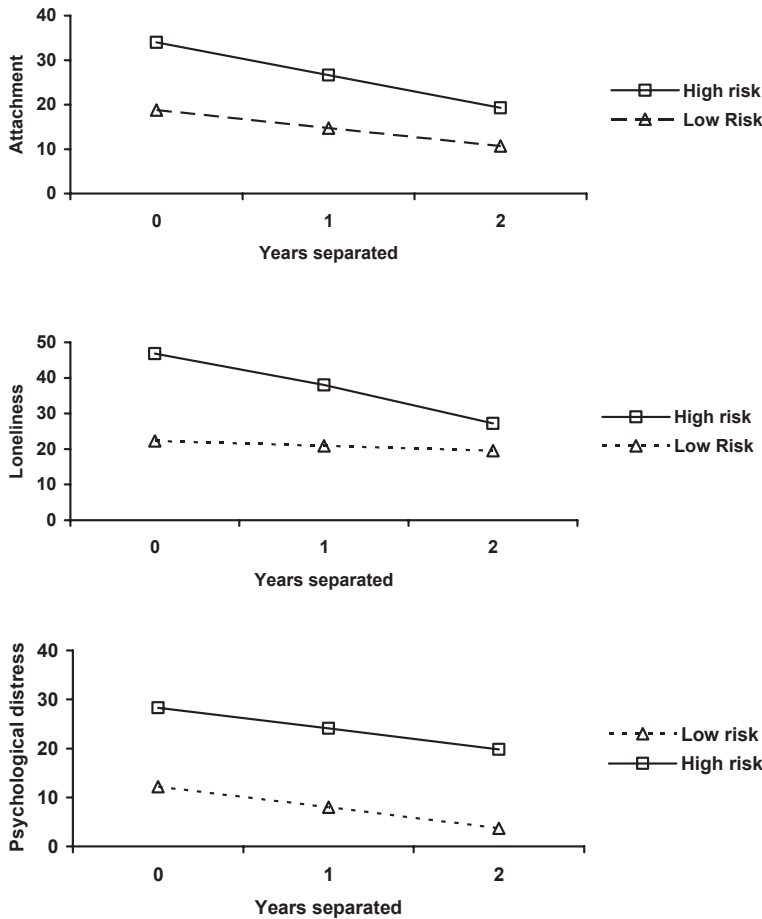 40
30
20
10
0
Attachment
0 1 2
Years separated
High risk
Low Risk
50
40
30
20
10
0
Loneliness
0 1 2
Years separated
High risk
Low Risk
40
30
20
10
0
Psychological distress
0 1 2
Years separated
Low risk
High risk